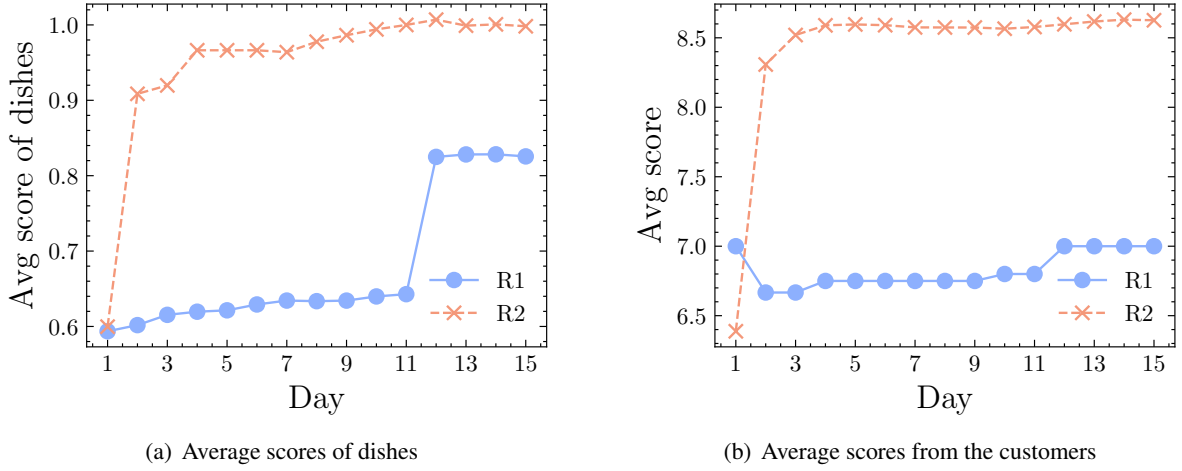 Avg score of dishes
1.0
0.9
0.8
0.7
0.6
R1
R2
1 3 5 7 9 11 13 15
Day
(a) Average scores of dishes
Avg score
8.5
8.0
7.5
7.0
6.5
R1
R2
1 3 5 7 9 11 13 15
Day
(b) Average scores from the customers